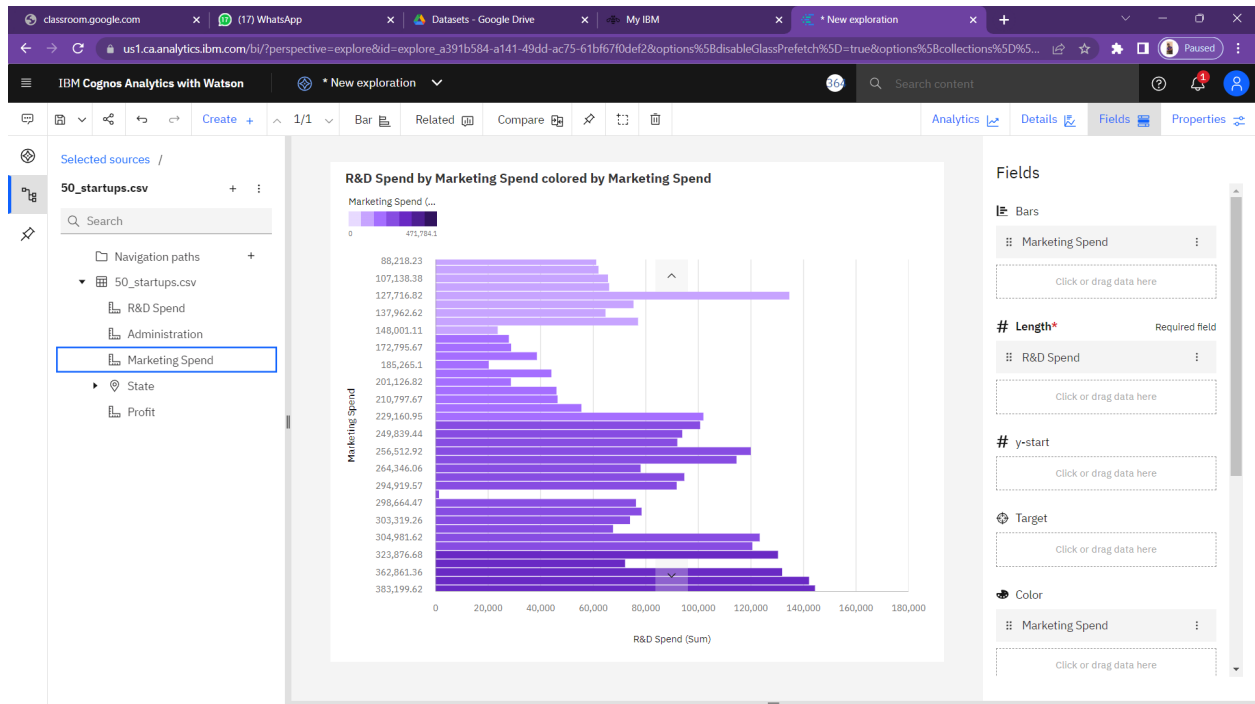 classroom.google.com
(17) WhatsApp
Datasets - Google Drive
My IBM
* New exploration
us1.ca.analytics.ibm.com/bi/?perspective=explore&id=explore_a391b584-a141-49dd-ac75-61bf67f0def2&options%5BdisableGlassPrefetch%5D=true&options%5Bcollections%5D%5...
Paused
IBM Cognos Analytics with Watson
* New exploration
364
Search content
1
Create +
1/1
Bar
Related
Compare
Analytics
Details
Fields
Properties
Selected sources /
50_startups.csv
Search
Navigation paths
50_startups.csv
R&D Spend
Administration
Marketing Spend
State
Profit
R&D Spend by Marketing Spend colored by Marketing Spend
Marketing Spend (...
0 471,784.1
Marketing Spend
88,218.23
107,138.38
127,716.82
137,962.62
148,001.11
172,795.67
185,265.1
201,126.82
210,797.67
229,160.95
249,839.44
256,512.92
264,346.06
294,919.57
298,664.47
303,319.26
304,981.62
323,876.68
362,861.36
383,199.62
0 20,000 40,000 60,000 80,000 100,000 120,000 140,000 160,000 180,000
R&D Spend (Sum)
Fields
Bars
Marketing Spend
Click or drag data here
# Length* Required field
R&D Spend
Click or drag data here
# y-start
Click or drag data here
Target
Click or drag data here
Color
Marketing Spend
Click or drag data here